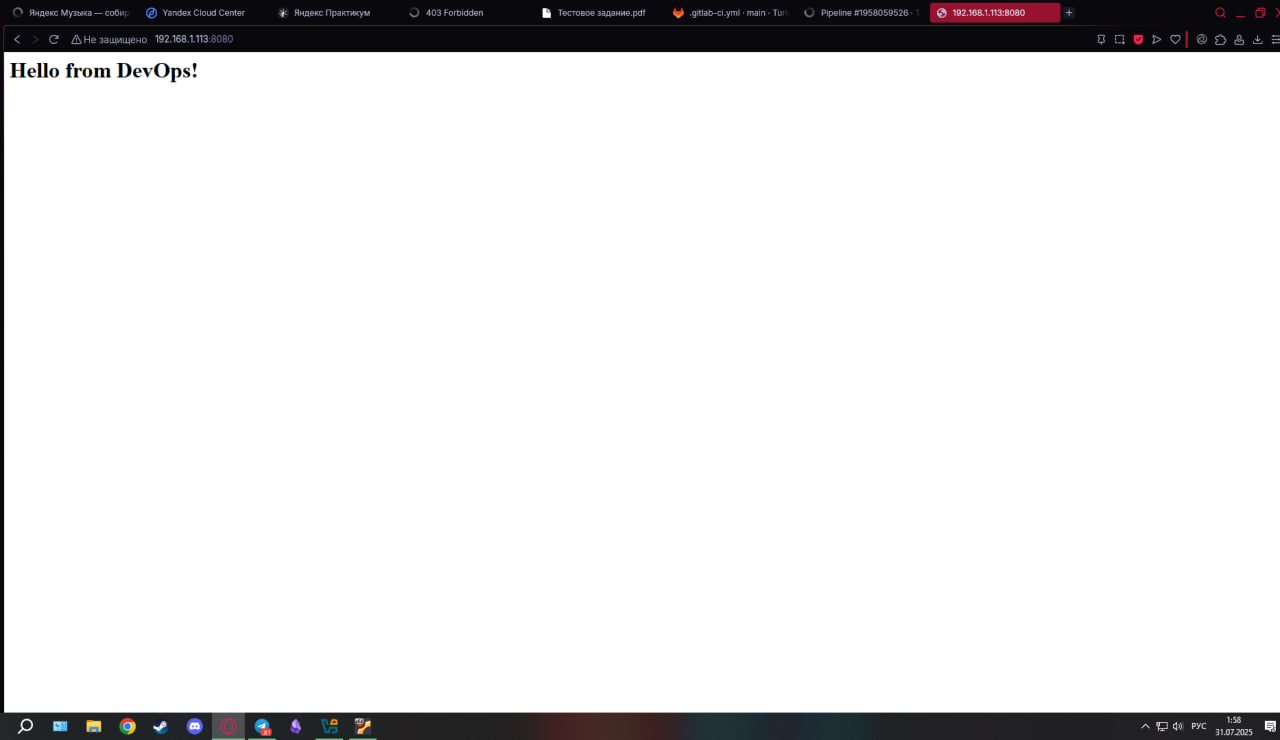 Яндекс Музыка — собир
Yandex Cloud Center
Яндекс Практикум
403 Forbidden
Тестовое задание.pdf
.gitlab-ci.yml · main · Turi
Pipeline #1958059526 · T
192.168.1.113:8080
Не защищено 192.168.1.113:8080
Hello from DevOps!
РУС
1:58
31.07.2025